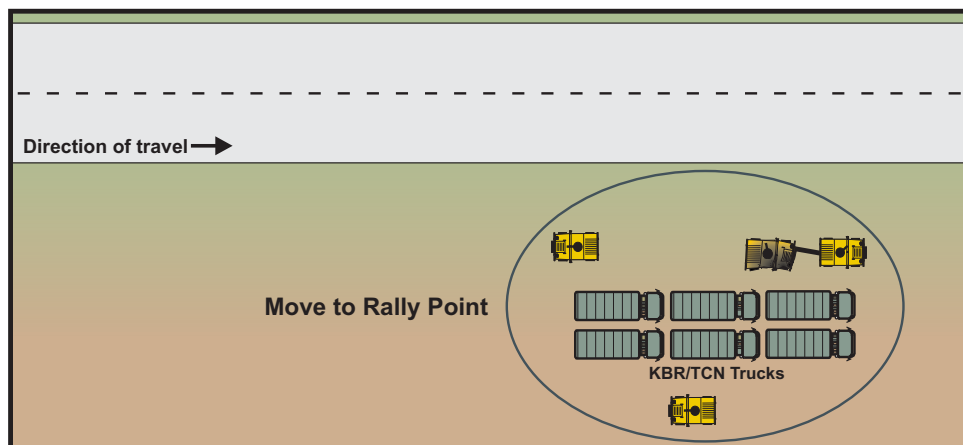 Direction of travel
Move to Rally Point
KBR/TCN Trucks